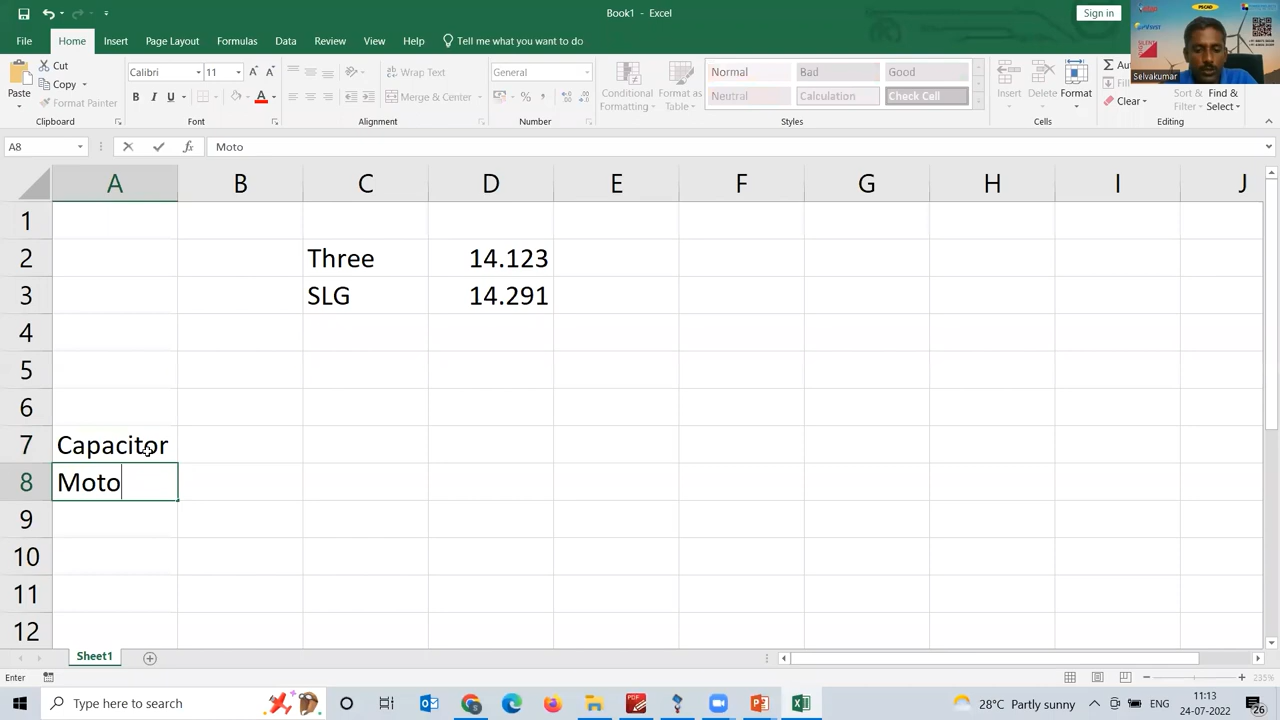 Book1 - Excel
Sign in
PSCAD
SILENT
Selvakumar
File
Home
Insert
Page Layout
Formulas
Data
Review
View
Help
Tell me what you want to do
Paste
Cut
Copy
Format Painter
Clipboard
Calibri
11
Font
Wrap Text
Merge & Center
Alignment
General
Number
Conditional
Formatting
Format as
Table
Normal
Bad
Good
Neutral
Calculation
Check Cell
Styles
Insert
Delete
Format
Cells
Clear
Sort &
Filter
Find &
Select
Editing
A8
fx
Moto
A B C D E F G H I J
1
2 Three 14.123
3 SLG 14.291
4
5
6
7 Capacitor
8 Moto
9
10
11
12
Sheet1
Enter
235%
Type here to search
28°C Partly sunny
ENG
11:13
24-07-2022
26